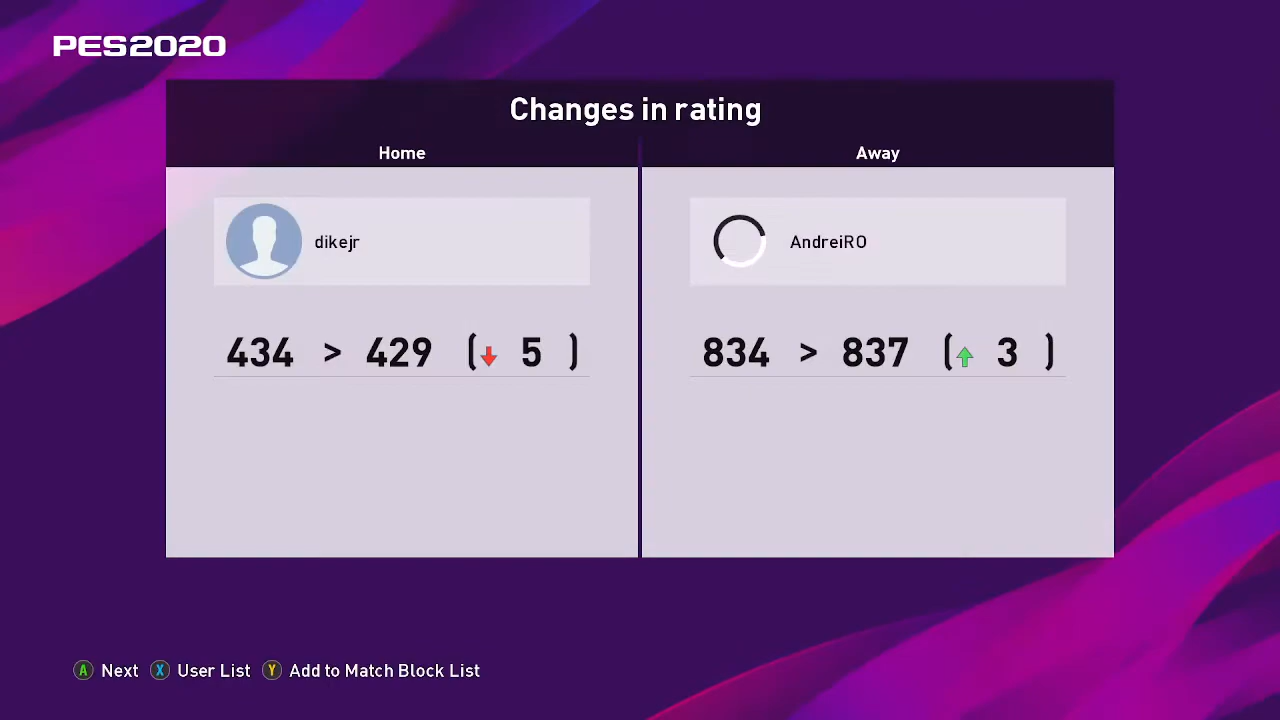 PES2020
Changes in rating
Home
Away
dikejr
AndreiRO
434 > 429 ( 5 )
834 > 837 ( 3 )
A Next X User List Y Add to Match Block List